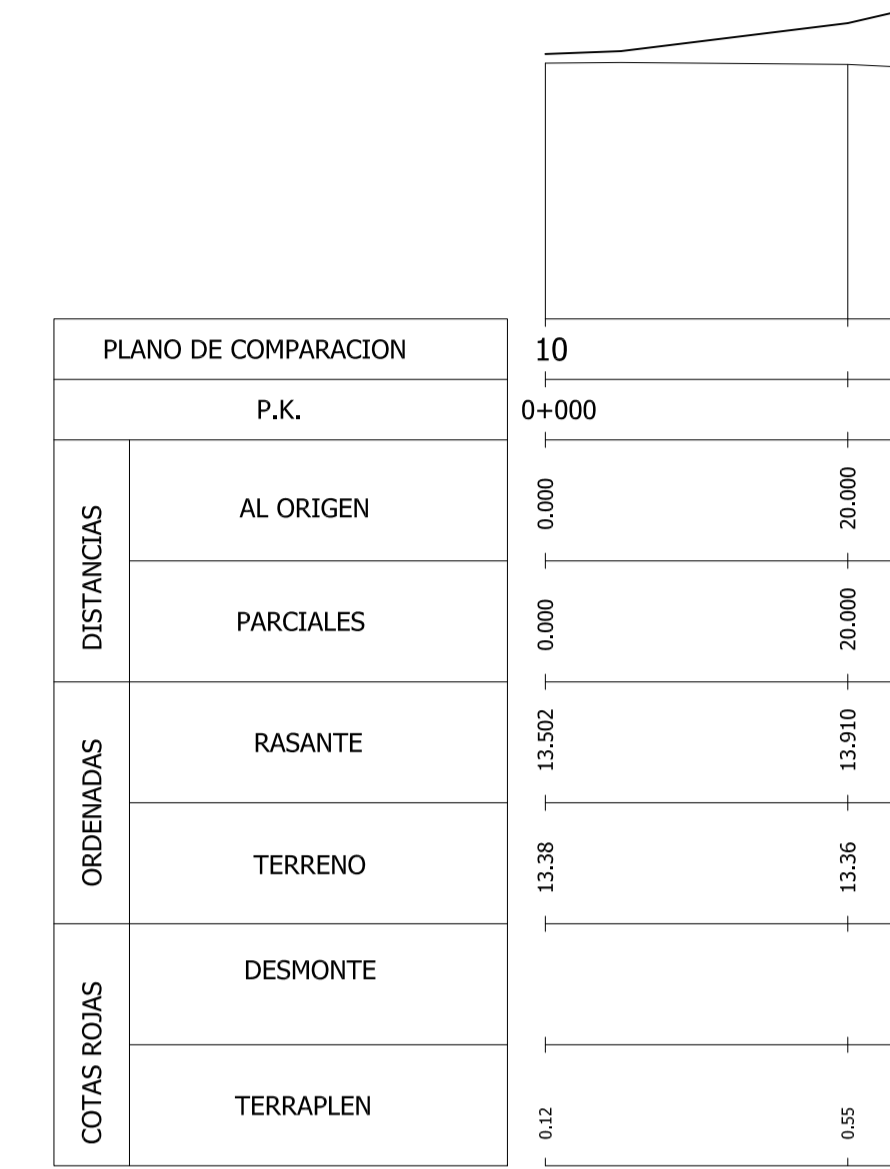 PLANO DE COMPARACION 10
P.K. 0+000
DISTANCIAS
AL ORIGEN 0.000 20.000
PARCIALES 0.000 20.000
ORDENADAS
RASANTE 13.502 13.910
TERRENO 13.38 13.36
COTAS ROJAS
DESMONTE
TERRAPLEN 0.12 0.55